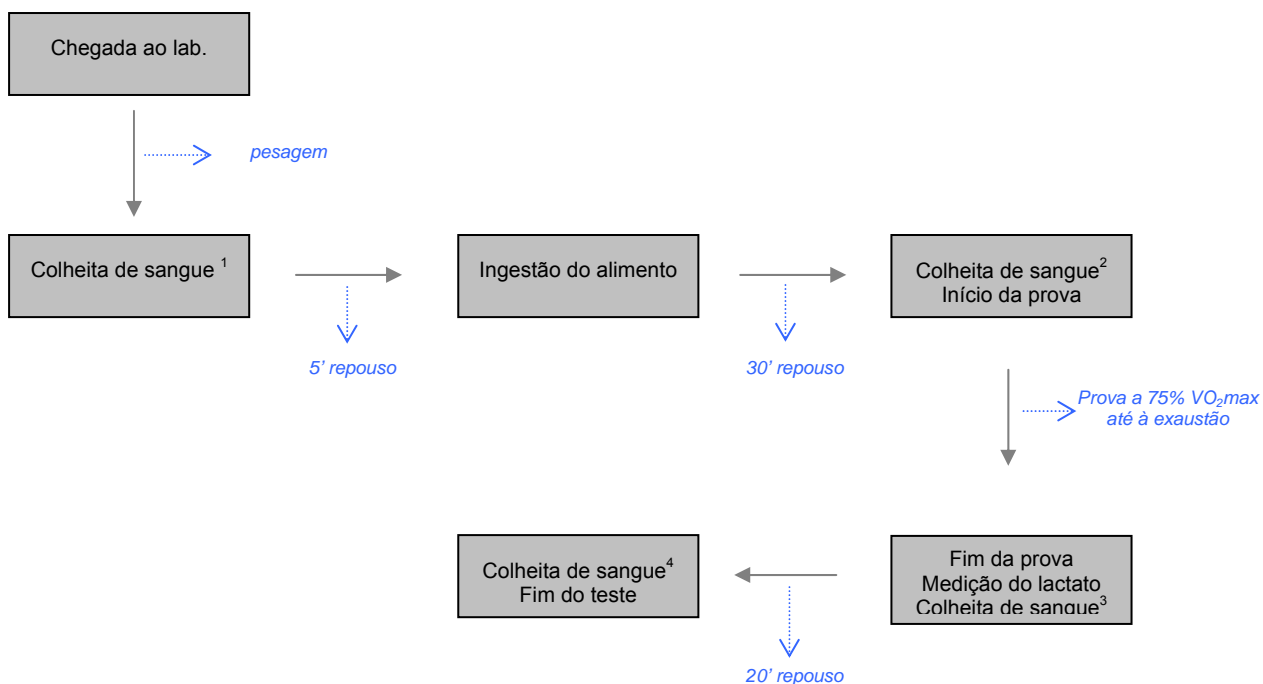 Chegada ao lab.
pesagem
Colheita de sangue ¹
5' repouso
Ingestão do alimento
30' repouso
Colheita de sangue²
Início da prova
Prova a 75% VO₂max
até à exaustão
Fim da prova
Medição do lactato
Colheita de sangue³
20' repouso
Colheita de sangue⁴
Fim do teste